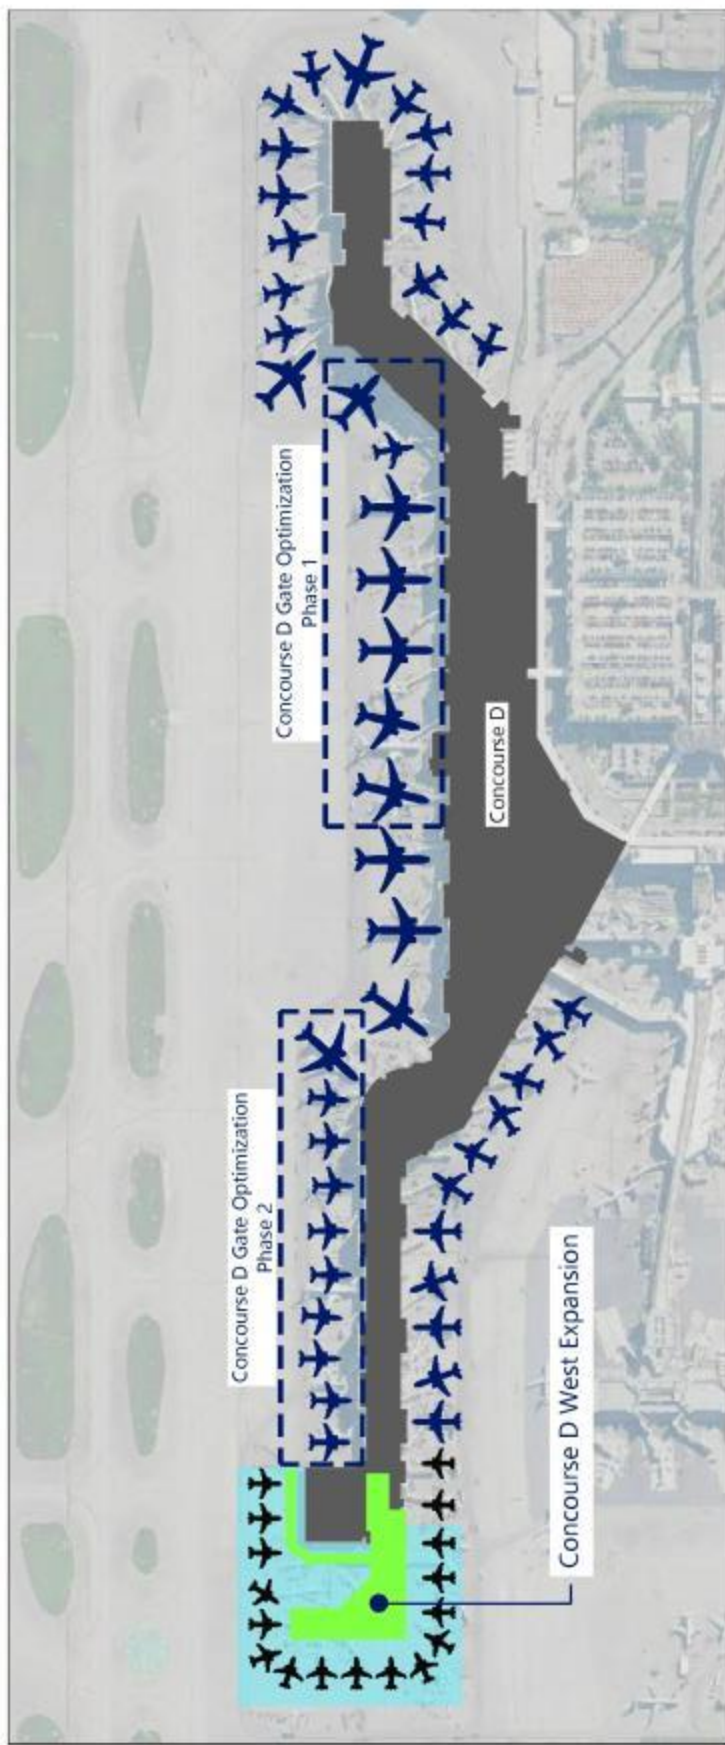 Concourse D Gate Optimization
Phase 1
Concourse D
Concourse D Gate Optimization
Phase 2
Concourse D West Expansion